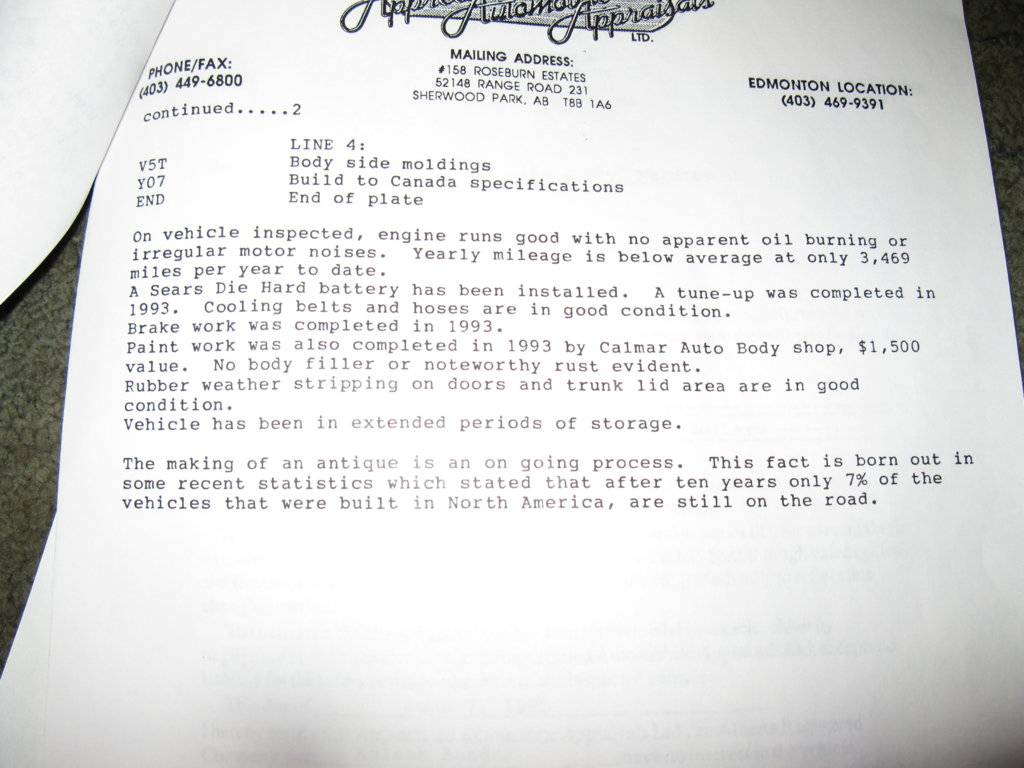 Automo
Appraisals
LTD.
PHONE/FAX:
(403) 449-6800
MAILING ADDRESS:
#158 ROSEBURN ESTATES
52148 RANGE ROAD 231
SHERWOOD PARK, AB T8B 1A6
EDMONTON LOCATION:
(403) 469-9391
continued.....2
LINE 4:
V5T Body side moldings
Y07 Build to Canada specifications
END End of plate
On vehicle inspected, engine runs good with no apparent oil burning or
irregular motor noises. Yearly mileage is below average at only 3,469
miles per year to date.
A Sears Die Hard battery has been installed. A tune-up was completed in
1993. Cooling belts and hoses are in good condition.
Brake work was completed in 1993.
Paint work was also completed in 1993 by Calmar Auto Body shop, $1,500
value. No body filler or noteworthy rust evident.
Rubber weather stripping on doors and trunk lid area are in good
condition.
Vehicle has been in extended periods of storage.
The making of an antique is an on going process. This fact is born out in
some recent statistics which stated that after ten years only 7% of the
vehicles that were built in North America, are still on the road.